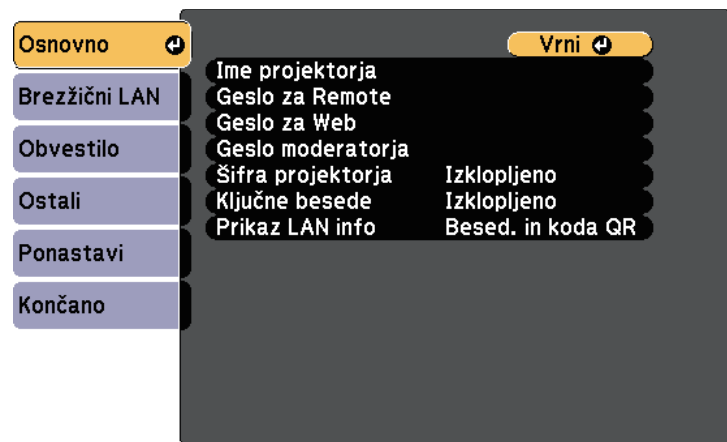 Osnovno
Brezžični LAN
Obvestilo
Ostali
Ponastavi
Končano
Vrni
Ime projektorja
Geslo za Remote
Geslo za Web
Geslo moderatorja
Šifra projektorja Izklopljeno
Ključne besede Izklopljeno
Prikaz LAN info Besed. in koda QR